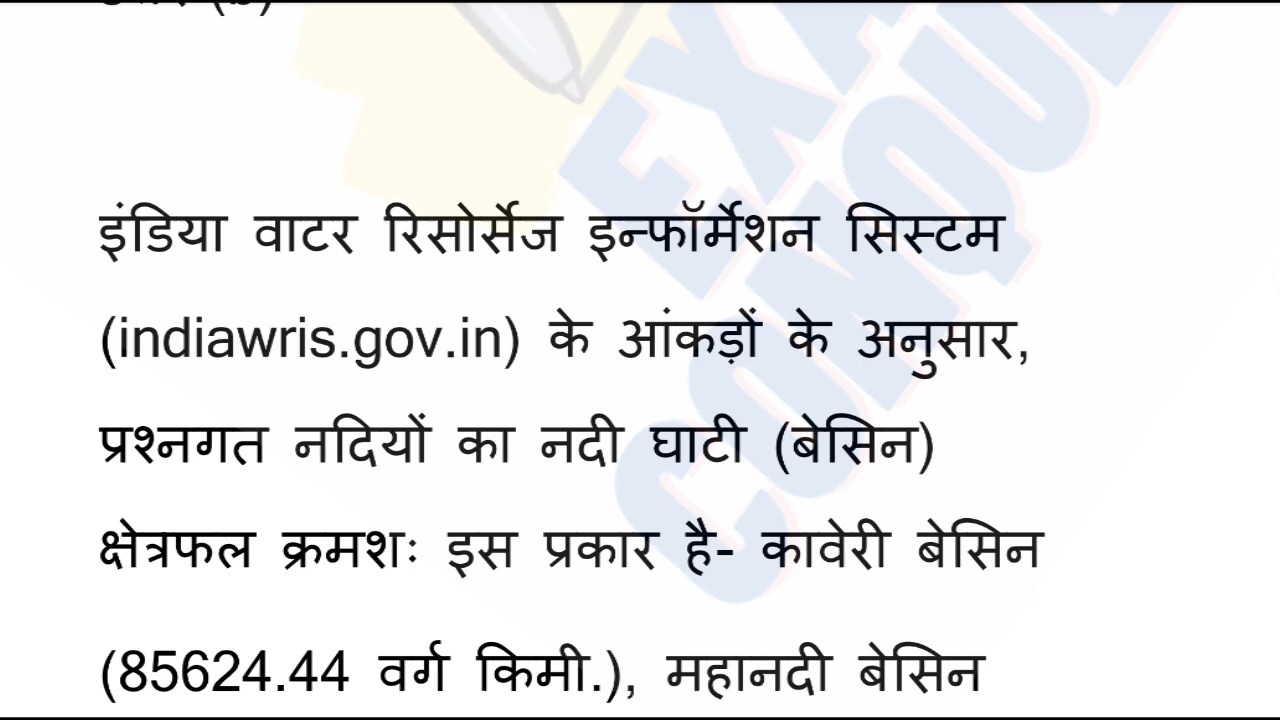 इंडिया वाटर रिसोर्सेज इन्फॉर्मेशन सिस्टम
(indiawris.gov.in) के आंकड़ों के अनुसार,
प्रश्नगत नदियों का नदी घाटी (बेसिन)
क्षेत्रफल क्रमशः इस प्रकार है- कावेरी बेसिन
(85624.44 वर्ग किमी.), महानदी बेसिन